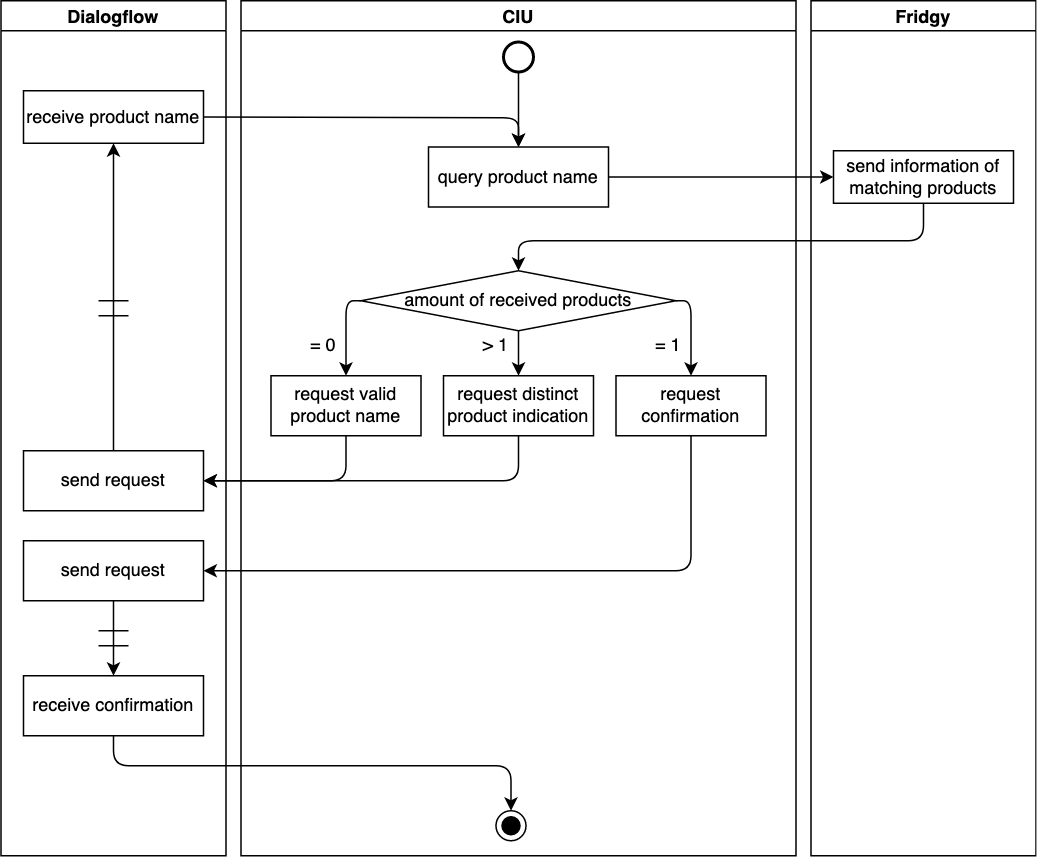 Dialogflow
CIU
Fridgy
receive product name
query product name
send information of
matching products
amount of received products
= 0
> 1
= 1
request valid
product name
request distinct
product indication
request
confirmation
send request
send request
receive confirmation